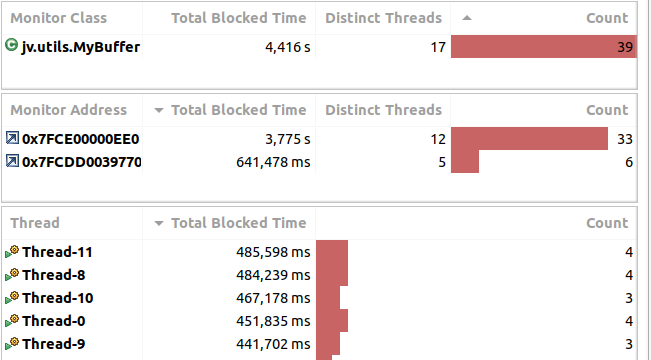 Monitor Class Total Blocked Time Distinct Threads Count
jv.utils.MyBuffer 4,416 s 17 39
Monitor Address Total Blocked Time Distinct Threads Count
0x7FCE00000EE0 3,775 s 12 33
0x7FCDD0039770 641,478 ms 5 6
Thread Total Blocked Time Count
Thread-11 485,598 ms 4
Thread-8 484,239 ms 4
Thread-10 467,178 ms 3
Thread-0 451,835 ms 4
Thread-9 441,702 ms 3